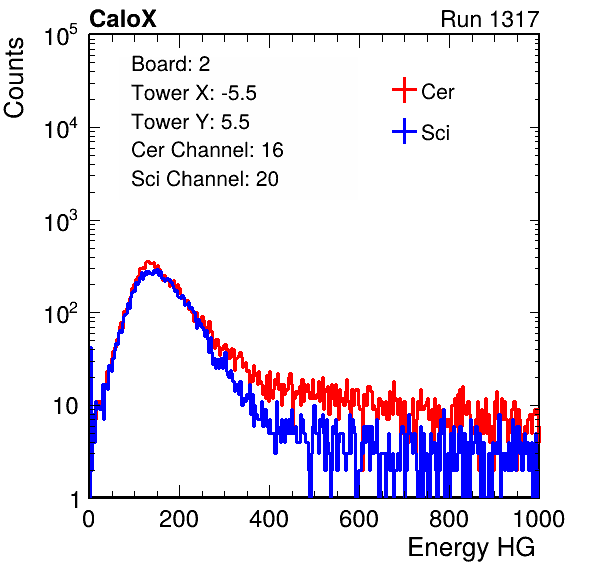 CaloX Run 1317
Counts
Board: 2
Tower X: -5.5
Tower Y: 5.5
Cer Channel: 16
Sci Channel: 20
Cer
Sci
10^5
10^4
10^3
10^2
10
1
0 200 400 600 800 1000
Energy HG